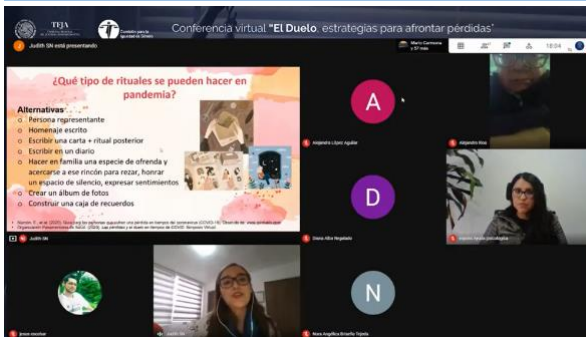 TEJA
Conferencia virtual "El Duelo, estrategias para afrontar pérdidas"
J
Judith SN está presentando
y 57 más
18:04
¿Qué tipo de rituales se pueden hacer en
pandemia?
Alternativas
o Persona representante
o Homenaje escrito
o Escribir una carta + ritual posterior
o Escribir en un diario
o Hacer en familia una especie de ofrenda y
acercarse a ese rincón para rezar, honrar
un espacio de silencio, expresar sentimientos
o Crear un álbum de fotos
o Construir una caja de recuerdos
Judith SN
A
Alejandra López Aguilar
D
Diana Alba Regalado
N
Nora Angélica Briseño Tejeda